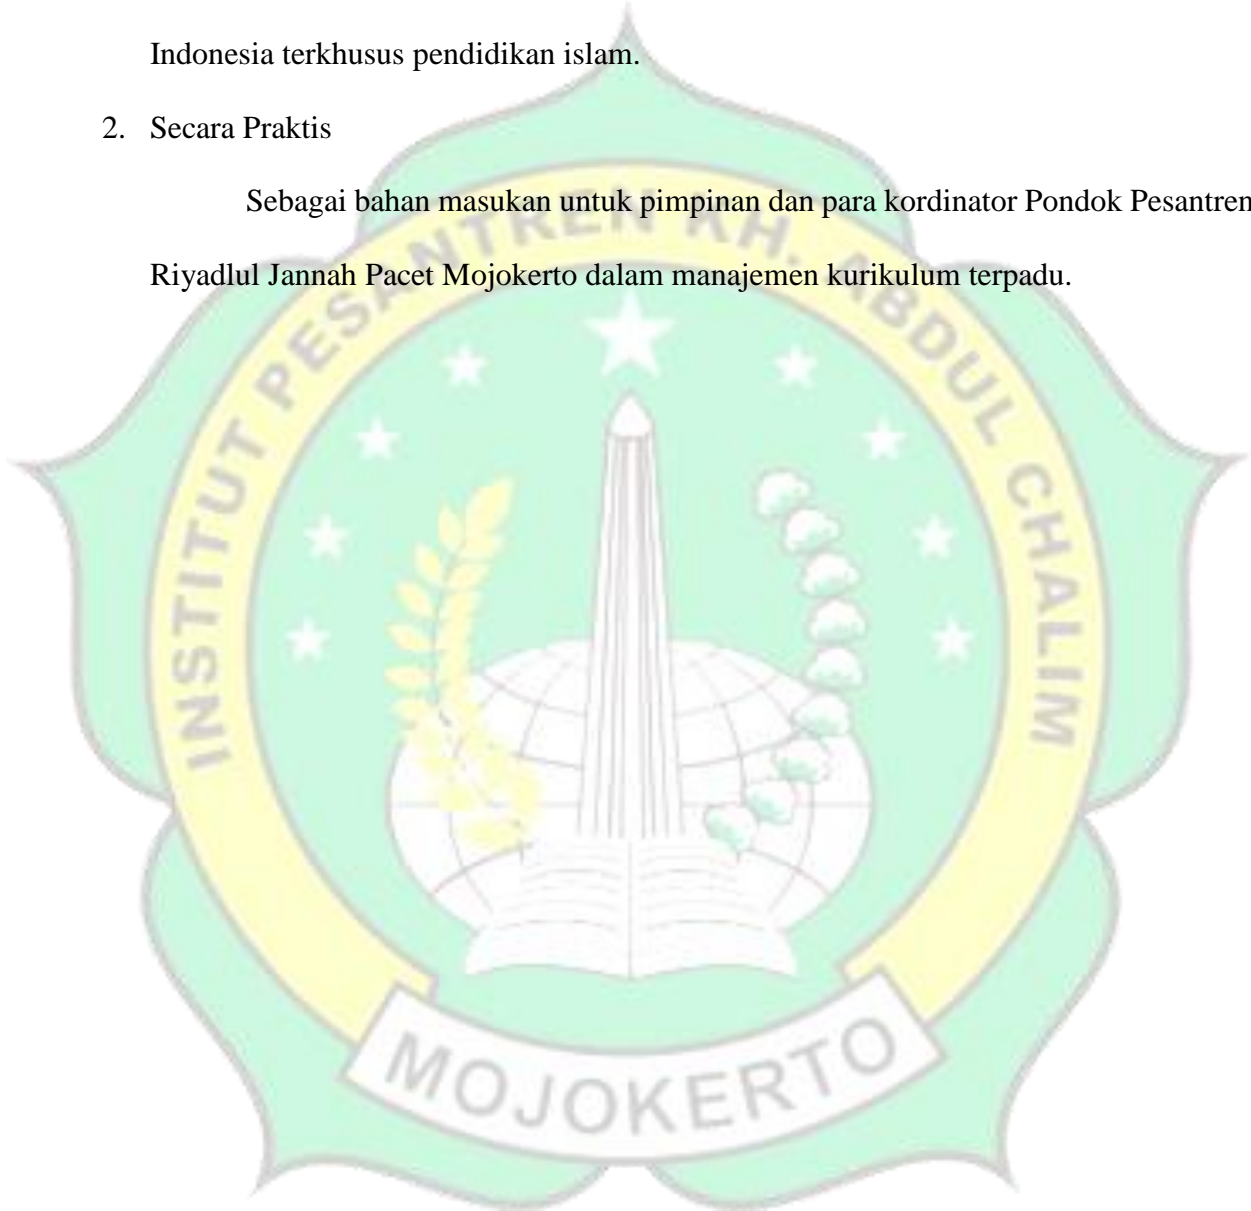 Indonesia terkhusus pendidikan islam.
2. Secara Praktis
Sebagai bahan masukan untuk pimpinan dan para kordinator Pondok Pesantren
Riyadlul Jannah Pacet Mojokerto dalam manajemen kurikulum terpadu.
INSTITUT PESANTREN KH. ABDUL CHALIM
MOJOKERTO